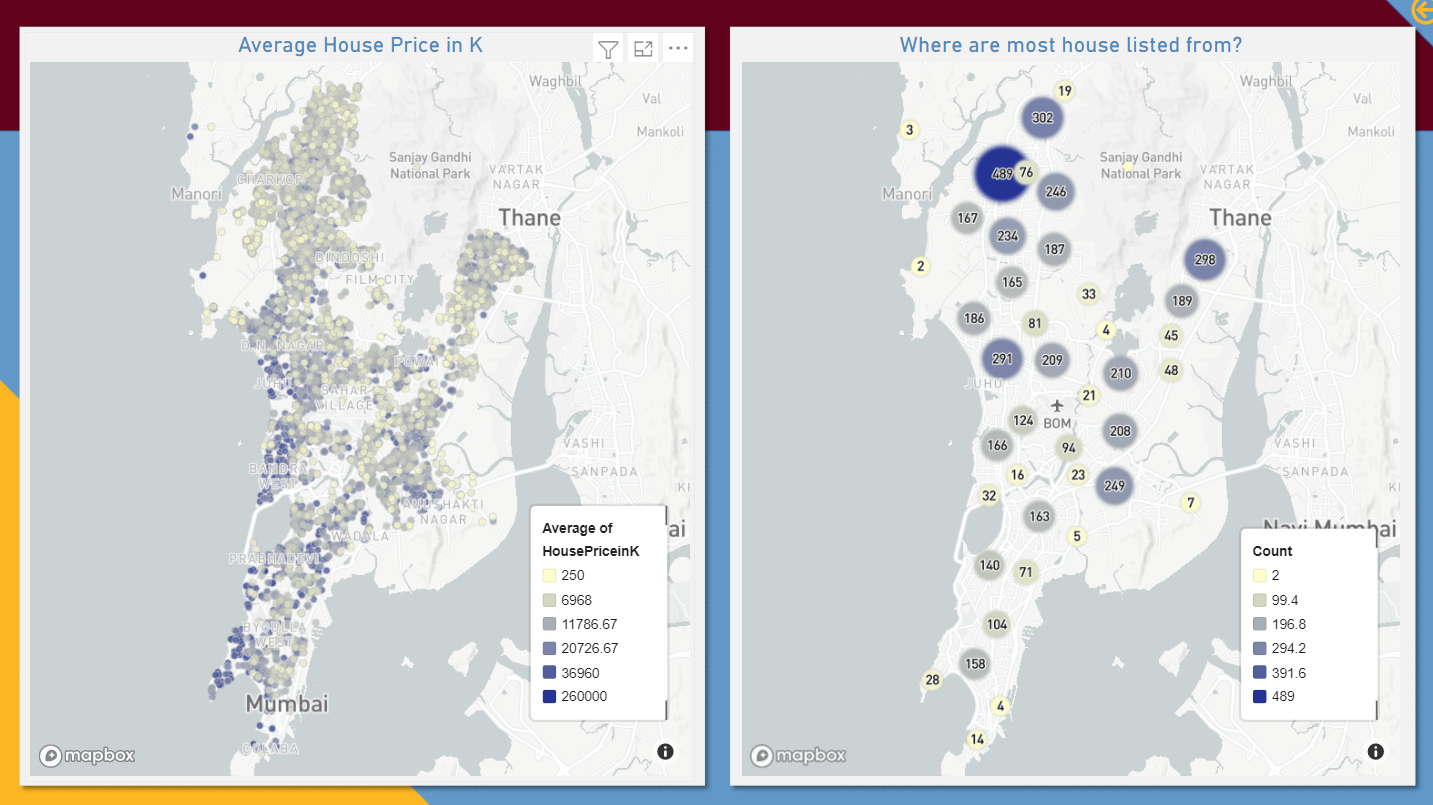 Average House Price in K
Waghbil
Val
Mankoli
Sanjay Gandhi
National Park
VARTAK
NAGAR
CHARKOP
Manori
Thane
DINDOSHI
FILM CITY
D.N. NAGAR
POWAI
JUHU
SAHAR
VILLAGE
VASHI
BANDRA
WEST
SANPADA
ANUSHAKTI
NAGAR
WADALA
PRABHADEVI
BYCULLA
WEST
Mumbai
COLABA
ai
Average of
HousePriceinK
250
6968
11786.67
20726.67
36960
260000
mapbox
Where are most house listed from?
Waghbil
19
Val
302
3
Mankoli
Sanjay Gandhi
National Park
489
76
VARTAK
NAGAR
246
Manori
167
Thane
234
187
298
2
165
33
189
186
81
4
45
291
209
210
48
JUHU
21
BOM
124
208
166
94
VASHI
16
23
SANPADA
249
32
7
163
Navi Mumbai
5
140
71
104
158
28
4
14
Count
2
99.4
196.8
294.2
391.6
489
mapbox